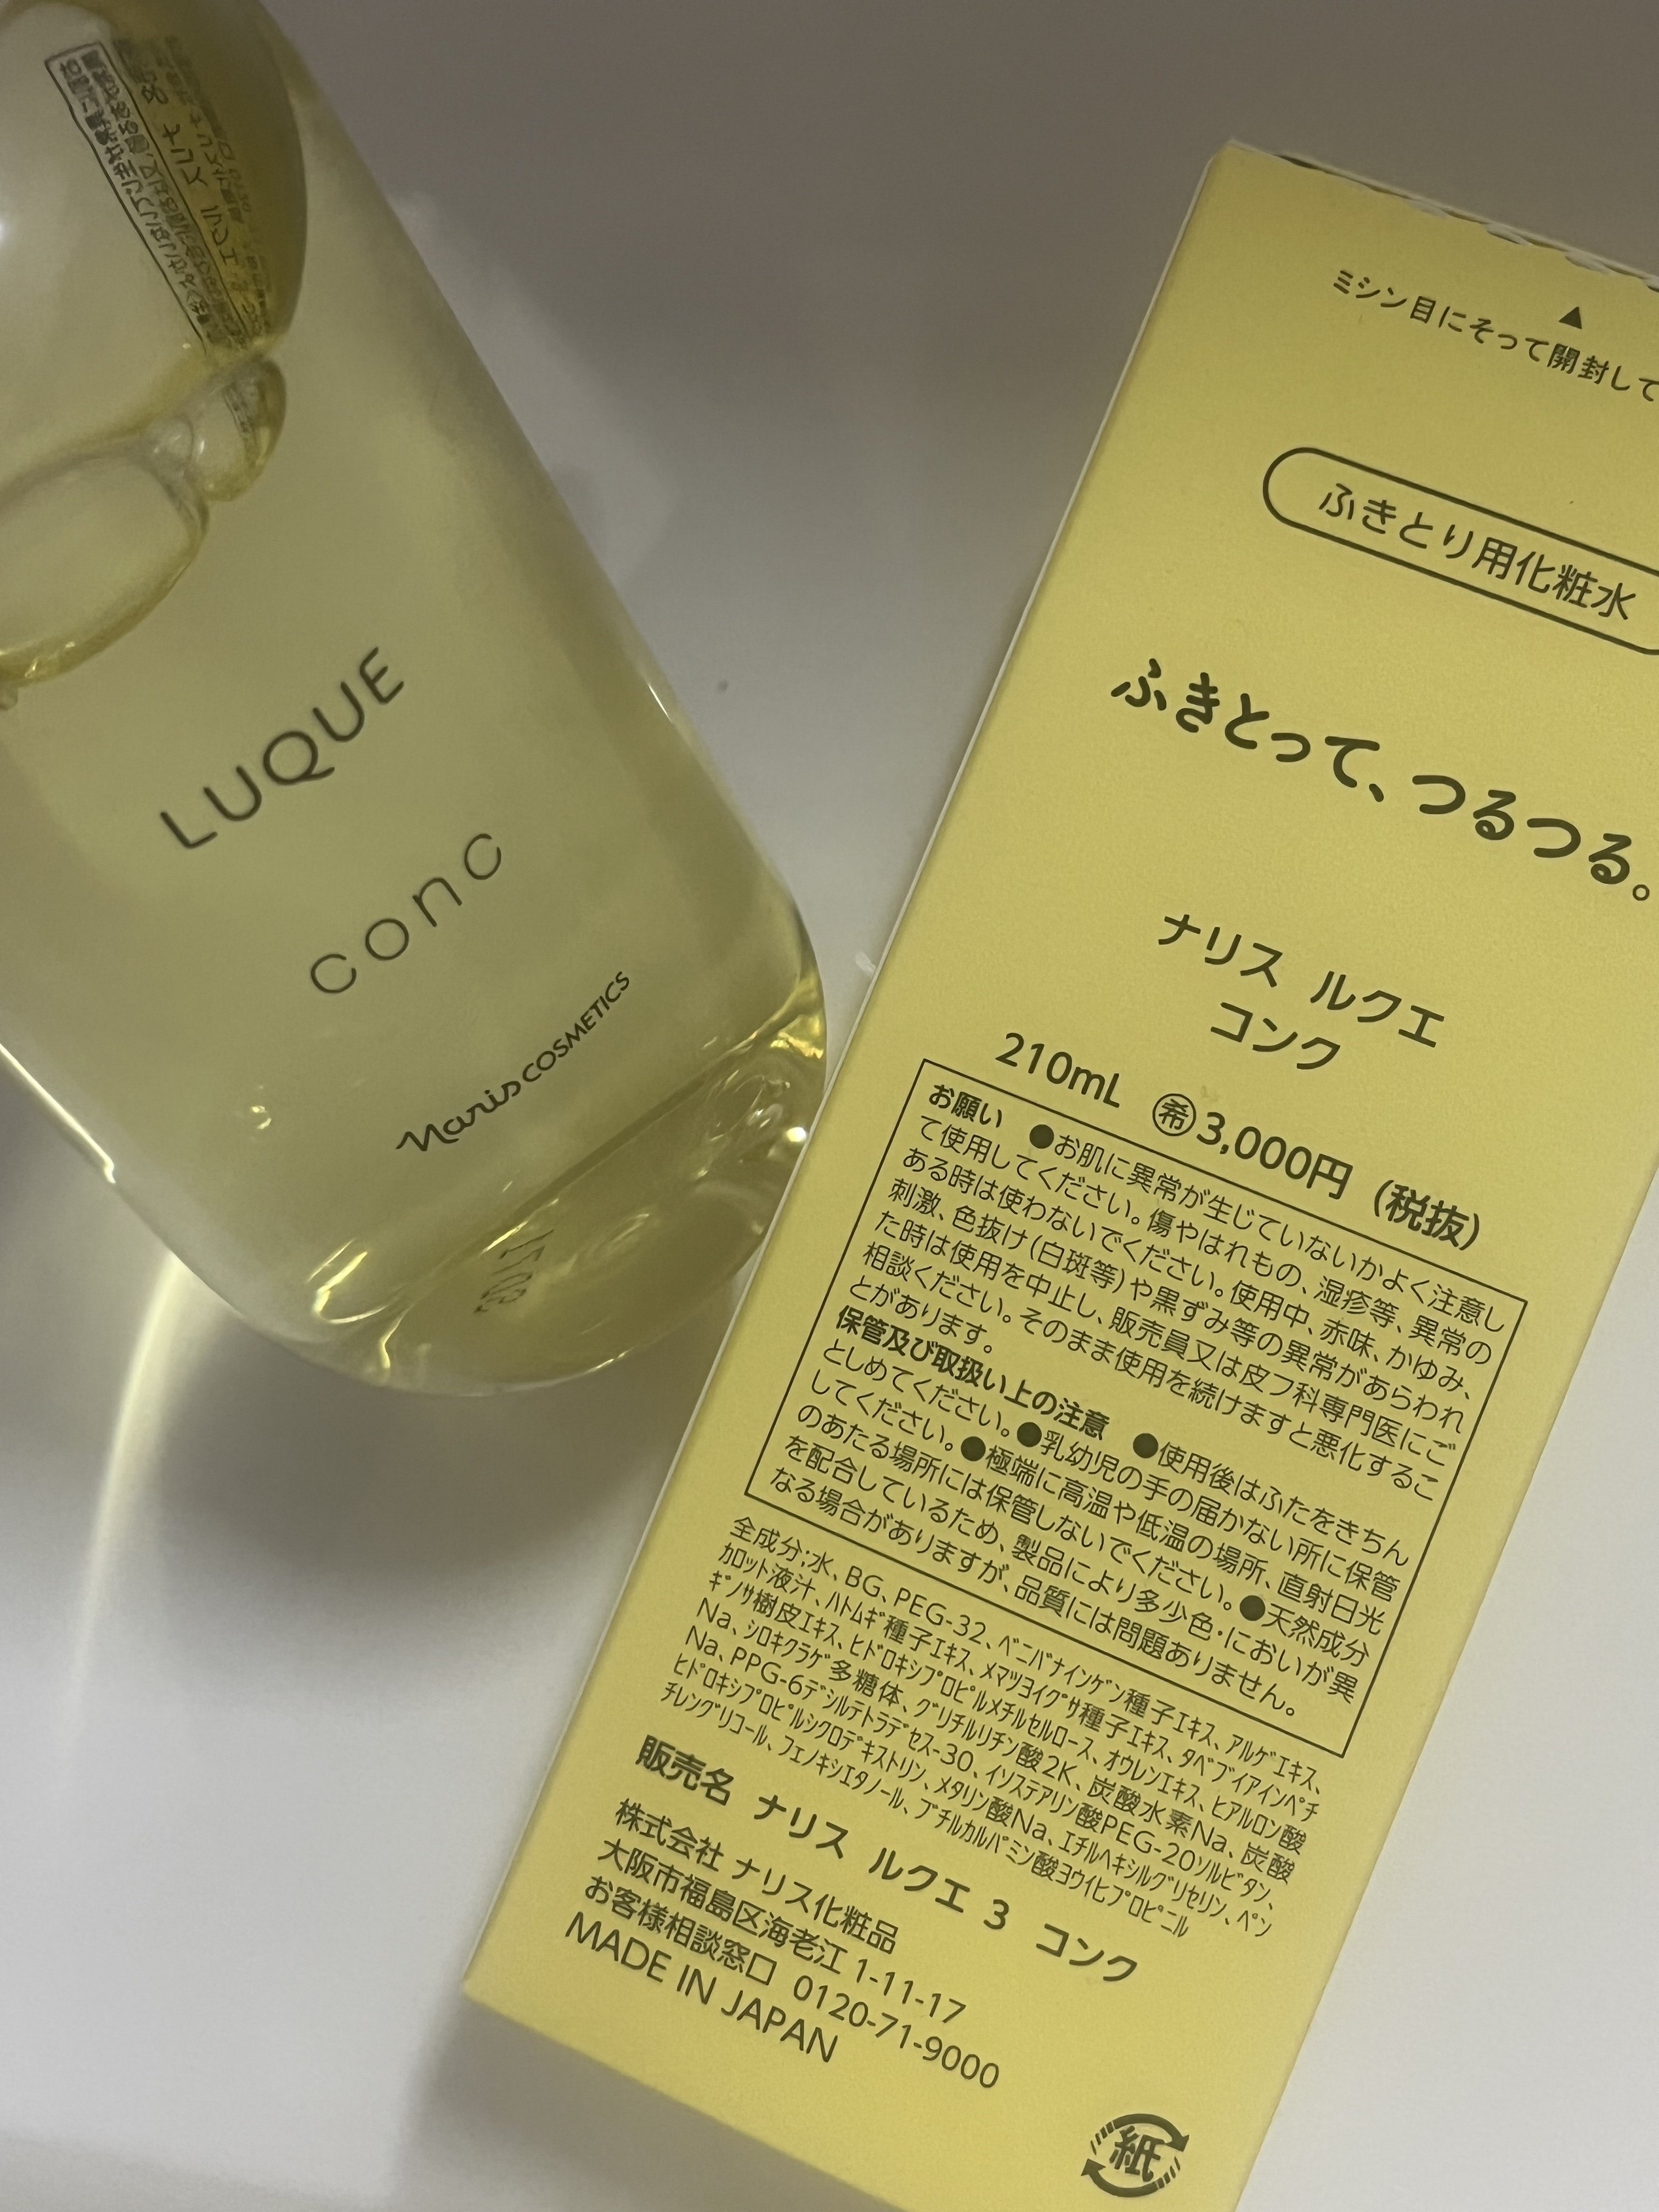 LUQUE
conc
Naris COSMETICS
ミシン目にそって開封して
ふきとり用化粧水
ふきとって、つるつる。
ナリス ルクエ
コンク
210mL ㊕3,000円（税抜）
お願い ●お肌に異常が生じていないかよく注意し
て使用してください。傷やはれもの、湿疹等、異常の
ある時は使わないでください。使用中、赤味、かゆみ、
刺激、色抜け（白斑等）や黒ずみ等の異常があらわれ
た時は使用を中止し、販売員又は皮フ科専門医にご
相談ください。そのまま使用を続けますと悪化するこ
とがあります。
保管及び取扱い上の注意 ●使用後はふたをきちん
としめてください。●乳幼児の手の届かない所に保管
してください。●極端に高温や低温の場所、直射日光
のあたる場所には保管しないでください。●天然成分
を配合しているため、製品により多少色・においが異
なる場合がありますが、品質には問題ありません。
全成分;水、BG、PEG-32、ﾍﾞﾆﾊﾞﾅｲﾝｹﾞﾝ種子ｴｷｽ、ｱﾙｹﾞｴｷｽ、
ｶﾛｯﾄ液汁、ﾊﾄﾑｷﾞ種子ｴｷｽ、ﾒﾏﾂﾖｲｸﾞｻ種子ｴｷｽ、ﾀﾍﾞﾌﾞｲｱｲﾝﾍﾟﾁ
ｷﾞﾉｻ樹皮ｴｷｽ、ﾋﾄﾞﾛｷｼﾌﾟﾛﾋﾟﾙﾒﾁﾙｾﾙﾛｰｽ、ｵｳﾚﾝｴｷｽ、ﾋｱﾙﾛﾝ酸
Na、ｼﾛｷｸﾗｹﾞ多糖体、ｸﾞﾘﾁﾙﾘﾁﾝ酸2K、炭酸水素Na、炭酸
Na、PPG-6ﾃﾞｼﾙﾃﾄﾗﾃﾞｾｽ-30、ｲｿｽﾃｱﾘﾝ酸PEG-20ｿﾙﾋﾞﾀﾝ、
ﾋﾄﾞﾛｷｼﾌﾟﾛﾋﾟﾙｼｸﾛﾃﾞｷｽﾄﾘﾝ、ﾒﾀﾘﾝ酸Na、ｴﾁﾙﾍｷｼﾙｸﾞﾘｾﾘﾝ、ﾍﾟﾝ
ﾁﾚﾝｸﾞﾘｺｰﾙ、ﾌｪﾉｷｼｴﾀﾉｰﾙ、ﾌﾞﾁﾙｶﾙﾊﾞﾐﾝ酸ﾖｳ化ﾌﾟﾛﾋﾟﾆﾙ
販売名 ナリス ルクエ 3 コンク
株式会社 ナリス化粧品
大阪市福島区海老江 1-11-17
お客様相談窓口 0120-71-9000
MADE IN JAPAN
紙